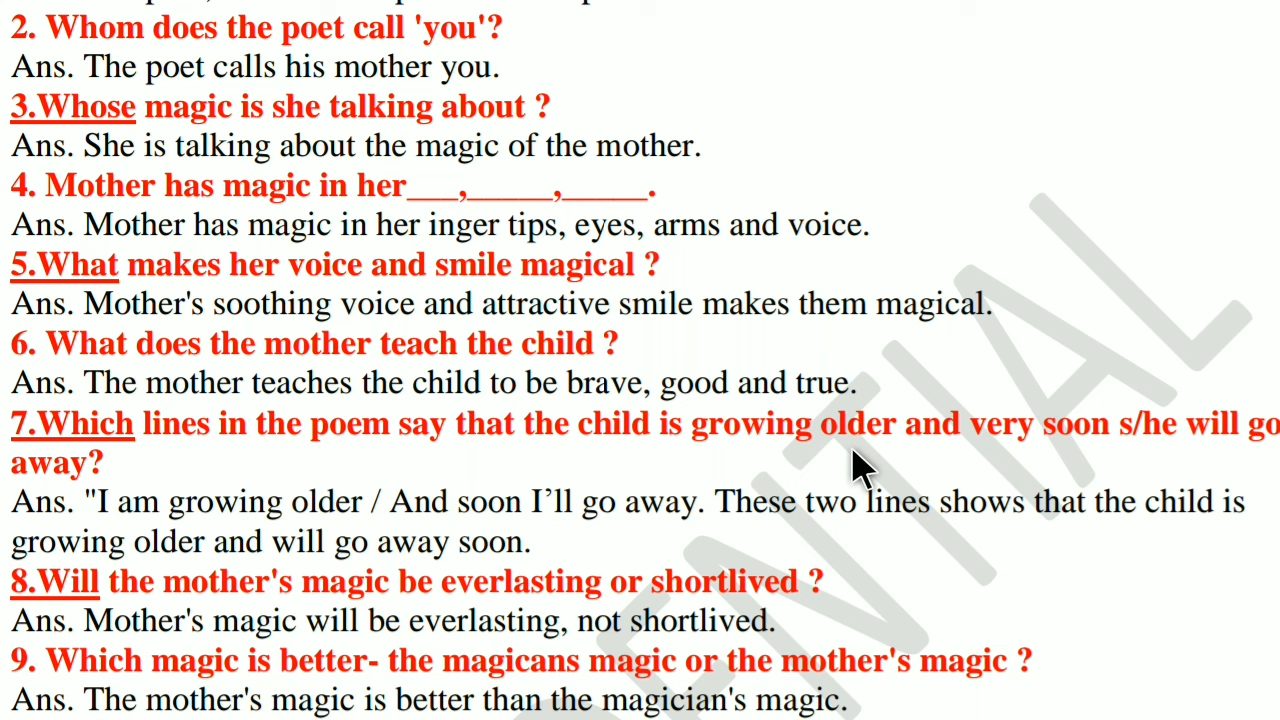 2. Whom does the poet call 'you'?
Ans. The poet calls his mother you.
3.Whose magic is she talking about ?
Ans. She is talking about the magic of the mother.
4. Mother has magic in her___,_____,_____.
Ans. Mother has magic in her inger tips, eyes, arms and voice.
5.What makes her voice and smile magical ?
Ans. Mother's soothing voice and attractive smile makes them magical.
6. What does the mother teach the child ?
Ans. The mother teaches the child to be brave, good and true.
7.Which lines in the poem say that the child is growing older and very soon s/he will go
away?
Ans. "I am growing older / And soon I’ll go away. These two lines shows that the child is
growing older and will go away soon.
8.Will the mother's magic be everlasting or shortlived ?
Ans. Mother's magic will be everlasting, not shortlived.
9. Which magic is better- the magicans magic or the mother's magic ?
Ans. The mother's magic is better than the magician's magic.
ENTIAL